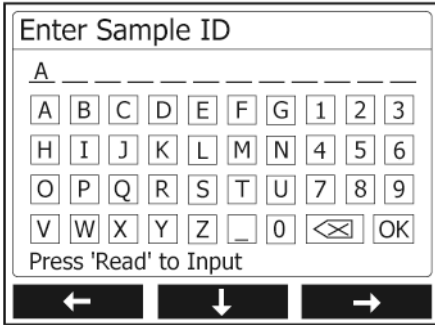 Enter Sample ID
A _ _ _ _ _ _ _ _ _ _
A B C D E F G 1 2 3
H I J K L M N 4 5 6
O P Q R S T U 7 8 9
V W X Y Z _ 0 ⌫ OK
Press 'Read' to Input
← ↓ →